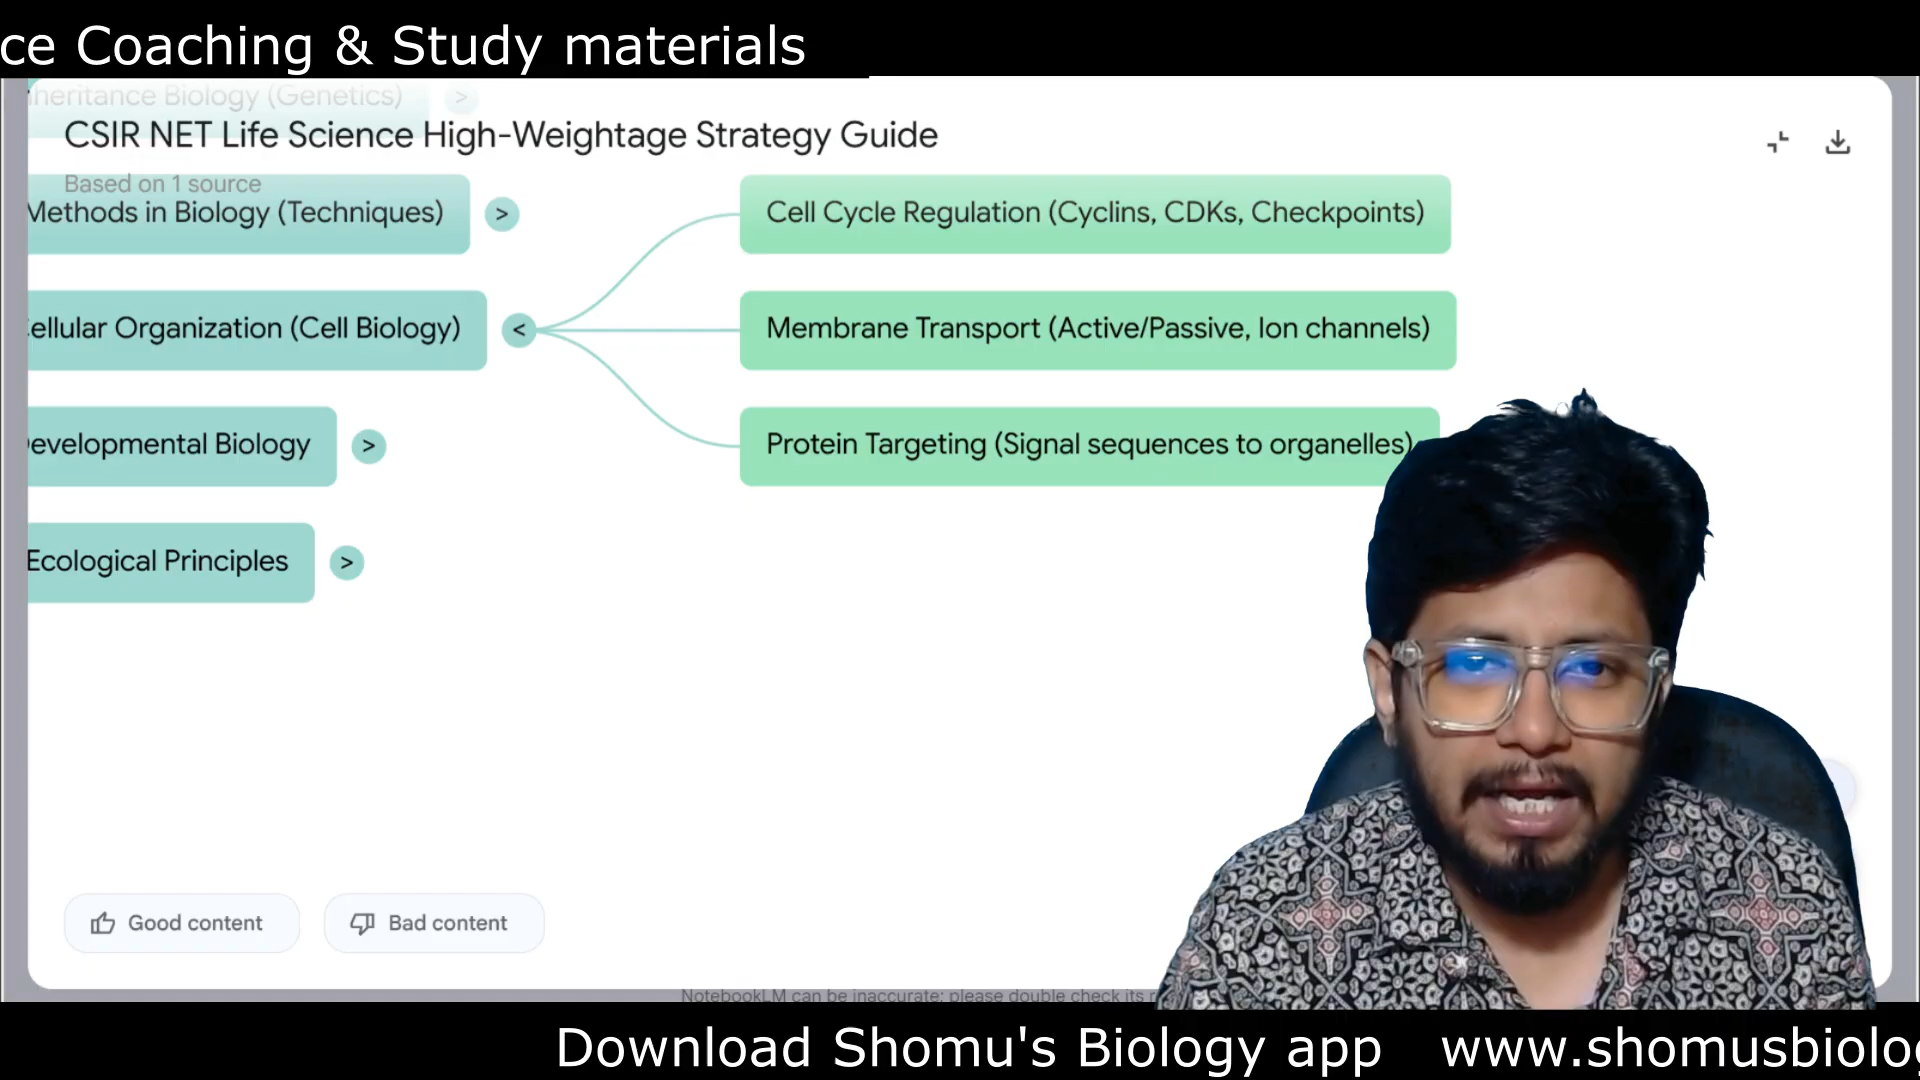 ce Coaching & Study materials
nheritance Biology (Genetics) >
CSIR NET Life Science High-Weightage Strategy Guide
Based on 1 source
Methods in Biology (Techniques) >
Cell Cycle Regulation (Cyclins, CDKs, Checkpoints)
ellular Organization (Cell Biology) <
Membrane Transport (Active/Passive, Ion channels)
evelopmental Biology >
Protein Targeting (Signal sequences to organelles)
Ecological Principles >
Good content
Bad content
NotebookLM can be inaccurate; please double check its
Download Shomu's Biology app www.shomusbiolo